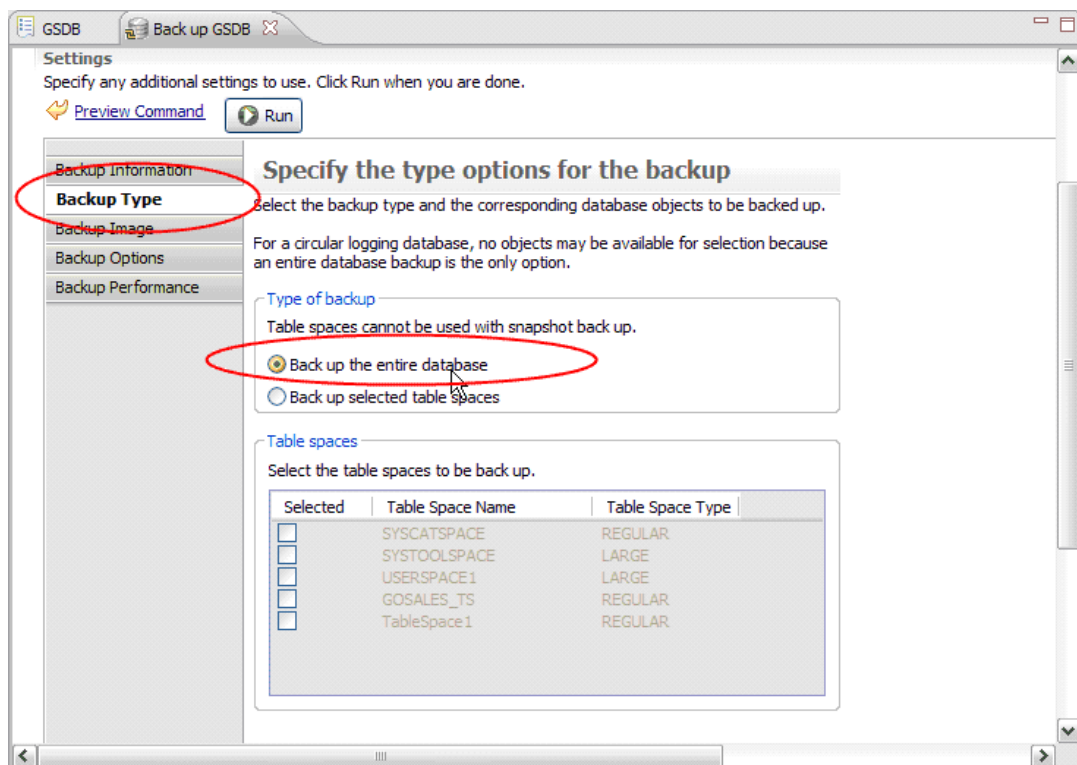 GSDB
Back up GSDB
Settings
Specify any additional settings to use. Click Run when you are done.
Preview Command
Run
Backup Information
Backup Type
Backup Image
Backup Options
Backup Performance
Specify the type options for the backup
Select the backup type and the corresponding database objects to be backed up.
For a circular logging database, no objects may be available for selection because
an entire database backup is the only option.
Type of backup
Table spaces cannot be used with snapshot back up.
Back up the entire database
Back up selected table spaces
Table spaces
Select the table spaces to be back up.
Selected Table Space Name Table Space Type
SYSCATSPACE REGULAR
SYSTOOLSPACE LARGE
USERSPACE1 LARGE
GOSALES_TS REGULAR
TableSpace1 REGULAR